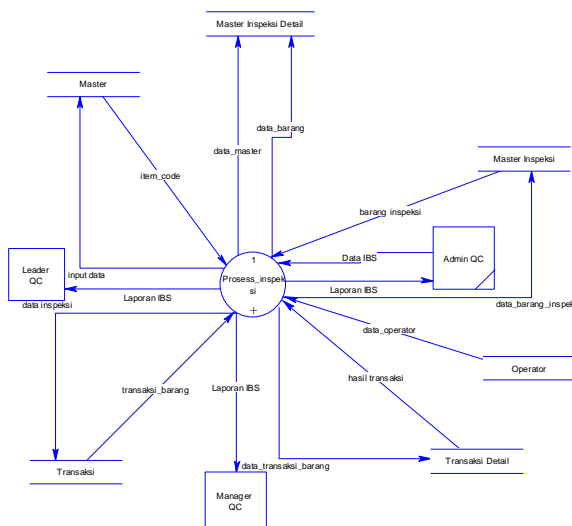 Master Inspeksi Detail
Master
data_barang
data_master
Master Inspeksi
item_code
barang inspeksi
1
Prosess_inspek
si
+
Data IBS
Admin QC
Leader
QC
input data
Laporan IBS
Laporan IBS
data inspeksi
data_barang_inspek
data_operator
Operator
hasil transaksi
transaksi_barang
Laporan IBS
Transaksi
data_transaksi_barang
Transaksi Detail
Manager
QC